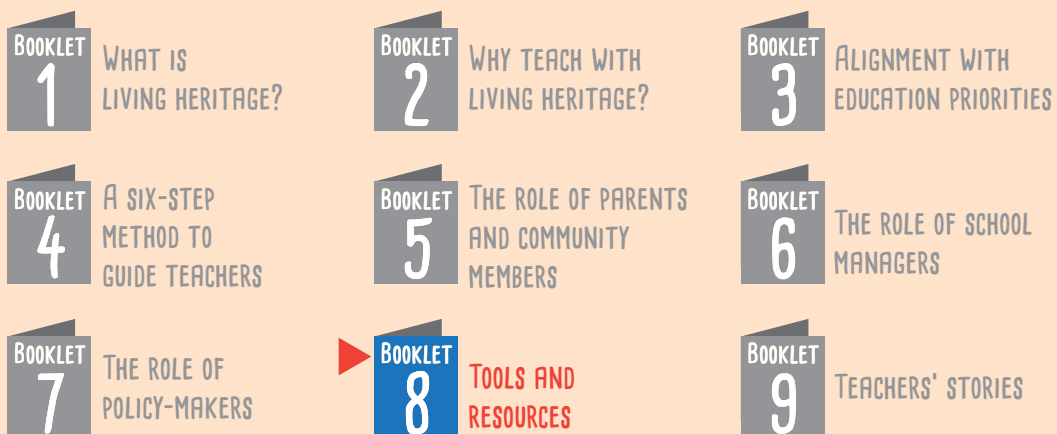 BOOKLET
1
WHAT IS
LIVING HERITAGE?
BOOKLET
2
WHY TEACH WITH
LIVING HERITAGE?
BOOKLET
3
ALIGNMENT WITH
EDUCATION PRIORITIES
BOOKLET
4
A SIX-STEP
METHOD TO
GUIDE TEACHERS
BOOKLET
5
THE ROLE OF PARENTS
AND COMMUNITY
MEMBERS
BOOKLET
6
THE ROLE OF SCHOOL
MANAGERS
BOOKLET
7
THE ROLE OF
POLICY-MAKERS
BOOKLET
8
TOOLS AND
RESOURCES
BOOKLET
9
TEACHERS' STORIES